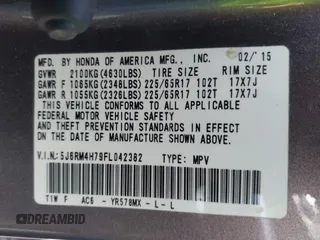 MFD. BY HONDA OF AMERICA MFG., INC. 02/'15
GVWR 2100KG(4630LBS) TIRE SIZE RIM SIZE
GAWR F 1065KG(2348LBS) 225/65R17 102T 17X7J
GAWR R 1055KG(2326LBS) 225/65R17 102T 17X7J
THIS VEHICLE CONFORMS TO ALL APPLICABLE
FEDERAL MOTOR VEHICLE SAFETY AND THEFT
PREVENTION STANDARDS IN EFFECT ON THE DATE
OF MANUFACTURE SHOWN ABOVE.
V.I.N.:5J6RM4H79FL042382 TYPE: MPV
T1W F AC6 - YR578MX - L - L
DREAMBID